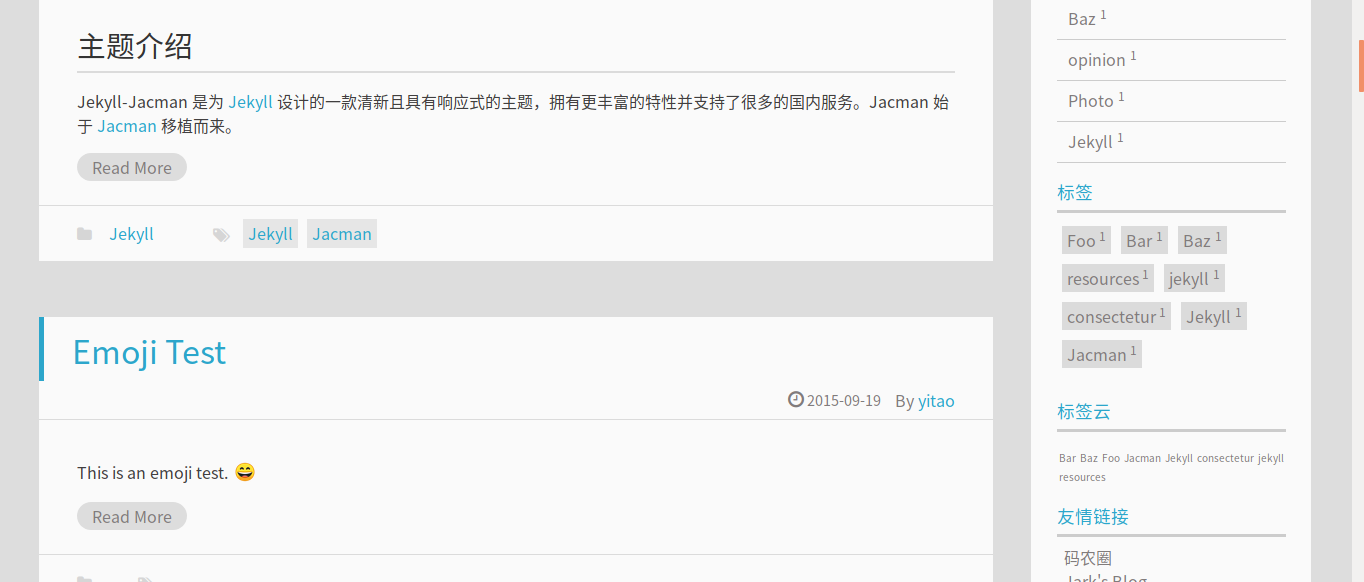 主题介绍
Jekyll-Jacman 是为 Jekyll 设计的一款清新且具有响应式的主题，拥有更丰富的特性并支持了很多的国内服务。Jacman 始
于 Jacman 移植而来。
Read More
Jekyll Jekyll Jacman
Emoji Test
2015-09-19 By yitao
This is an emoji test. 😄
Read More
Baz 1
opinion 1
Photo 1
Jekyll 1
标签
Foo 1 Bar 1 Baz 1
resources 1 jekyll 1
consectetur 1 Jekyll 1
Jacman 1
标签云
Bar Baz Foo Jacman Jekyll consectetur jekyll
resources
友情链接
码农圈
Jark's Blog